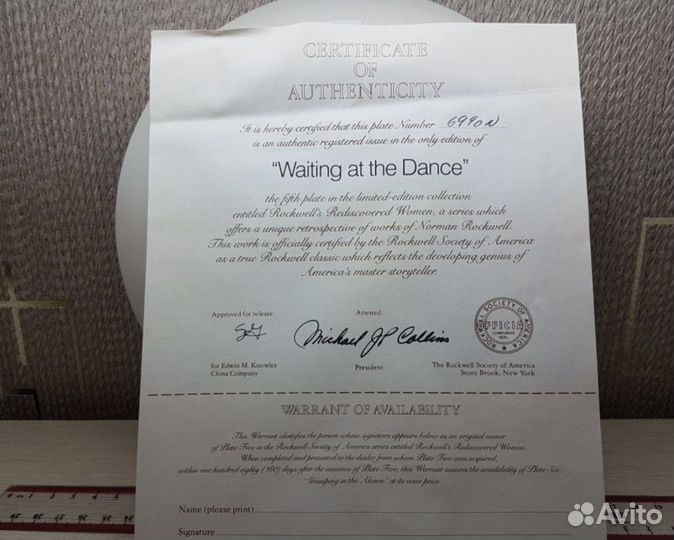 CERTIFICATE
OF
AUTHENTICITY
It is hereby certified that this plate Number 6990N
is an authentic registered issue in the only edition of
"Waiting at the Dance"
the fifth plate in the limited-edition collection
entitled Rockwell's Rediscovered Women, a series which
offers a unique retrospective of works of Norman Rockwell.
This work is officially certified by the Rockwell Society of America
as a true Rockwell classic which reflects the developing genius of
America's master storyteller.
Approved for release: Attested:
Michael J P Collins
ROCKWELL SOCIETY OF AMERICA
OFFICIAL
CORPORATE
SEAL
for Edwin M. Knowles President The Rockwell Society of America
China Company Stony Brook, New York
WARRANT OF AVAILABILITY
This Warrant identifies the person whose signature appears below as an original owner
of Plate Five in the Rockwell Society of America series entitled Rockwell's Rediscovered Women.
When completed and presented to the dealer from whom Plate Five was acquired,
within one hundred eighty (180) days after the issuance of Plate Five, this Warrant assures the availability of Plate Six,
"Gossiping in the Alcove" at its issue price.
Name (please print)
Signature
Avito